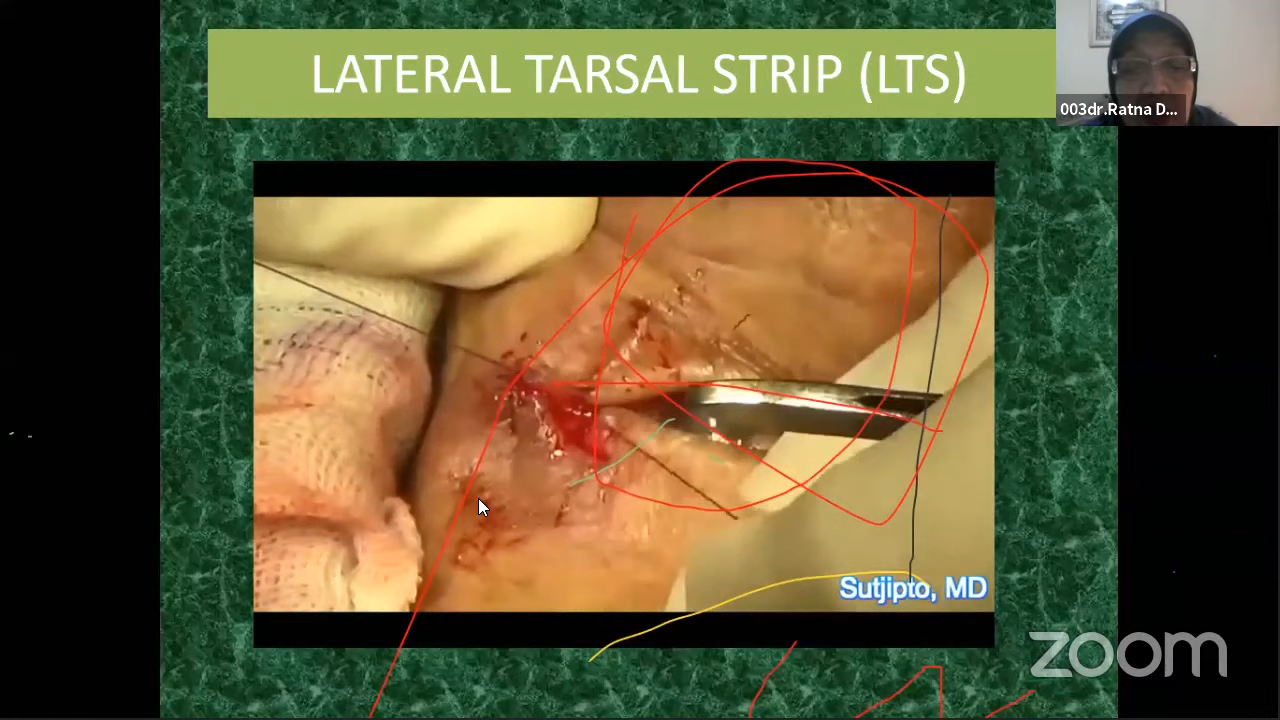 LATERAL TARSAL STRIP (LTS)
003dr.Ratna D...
Sutjipto, MD
zoom